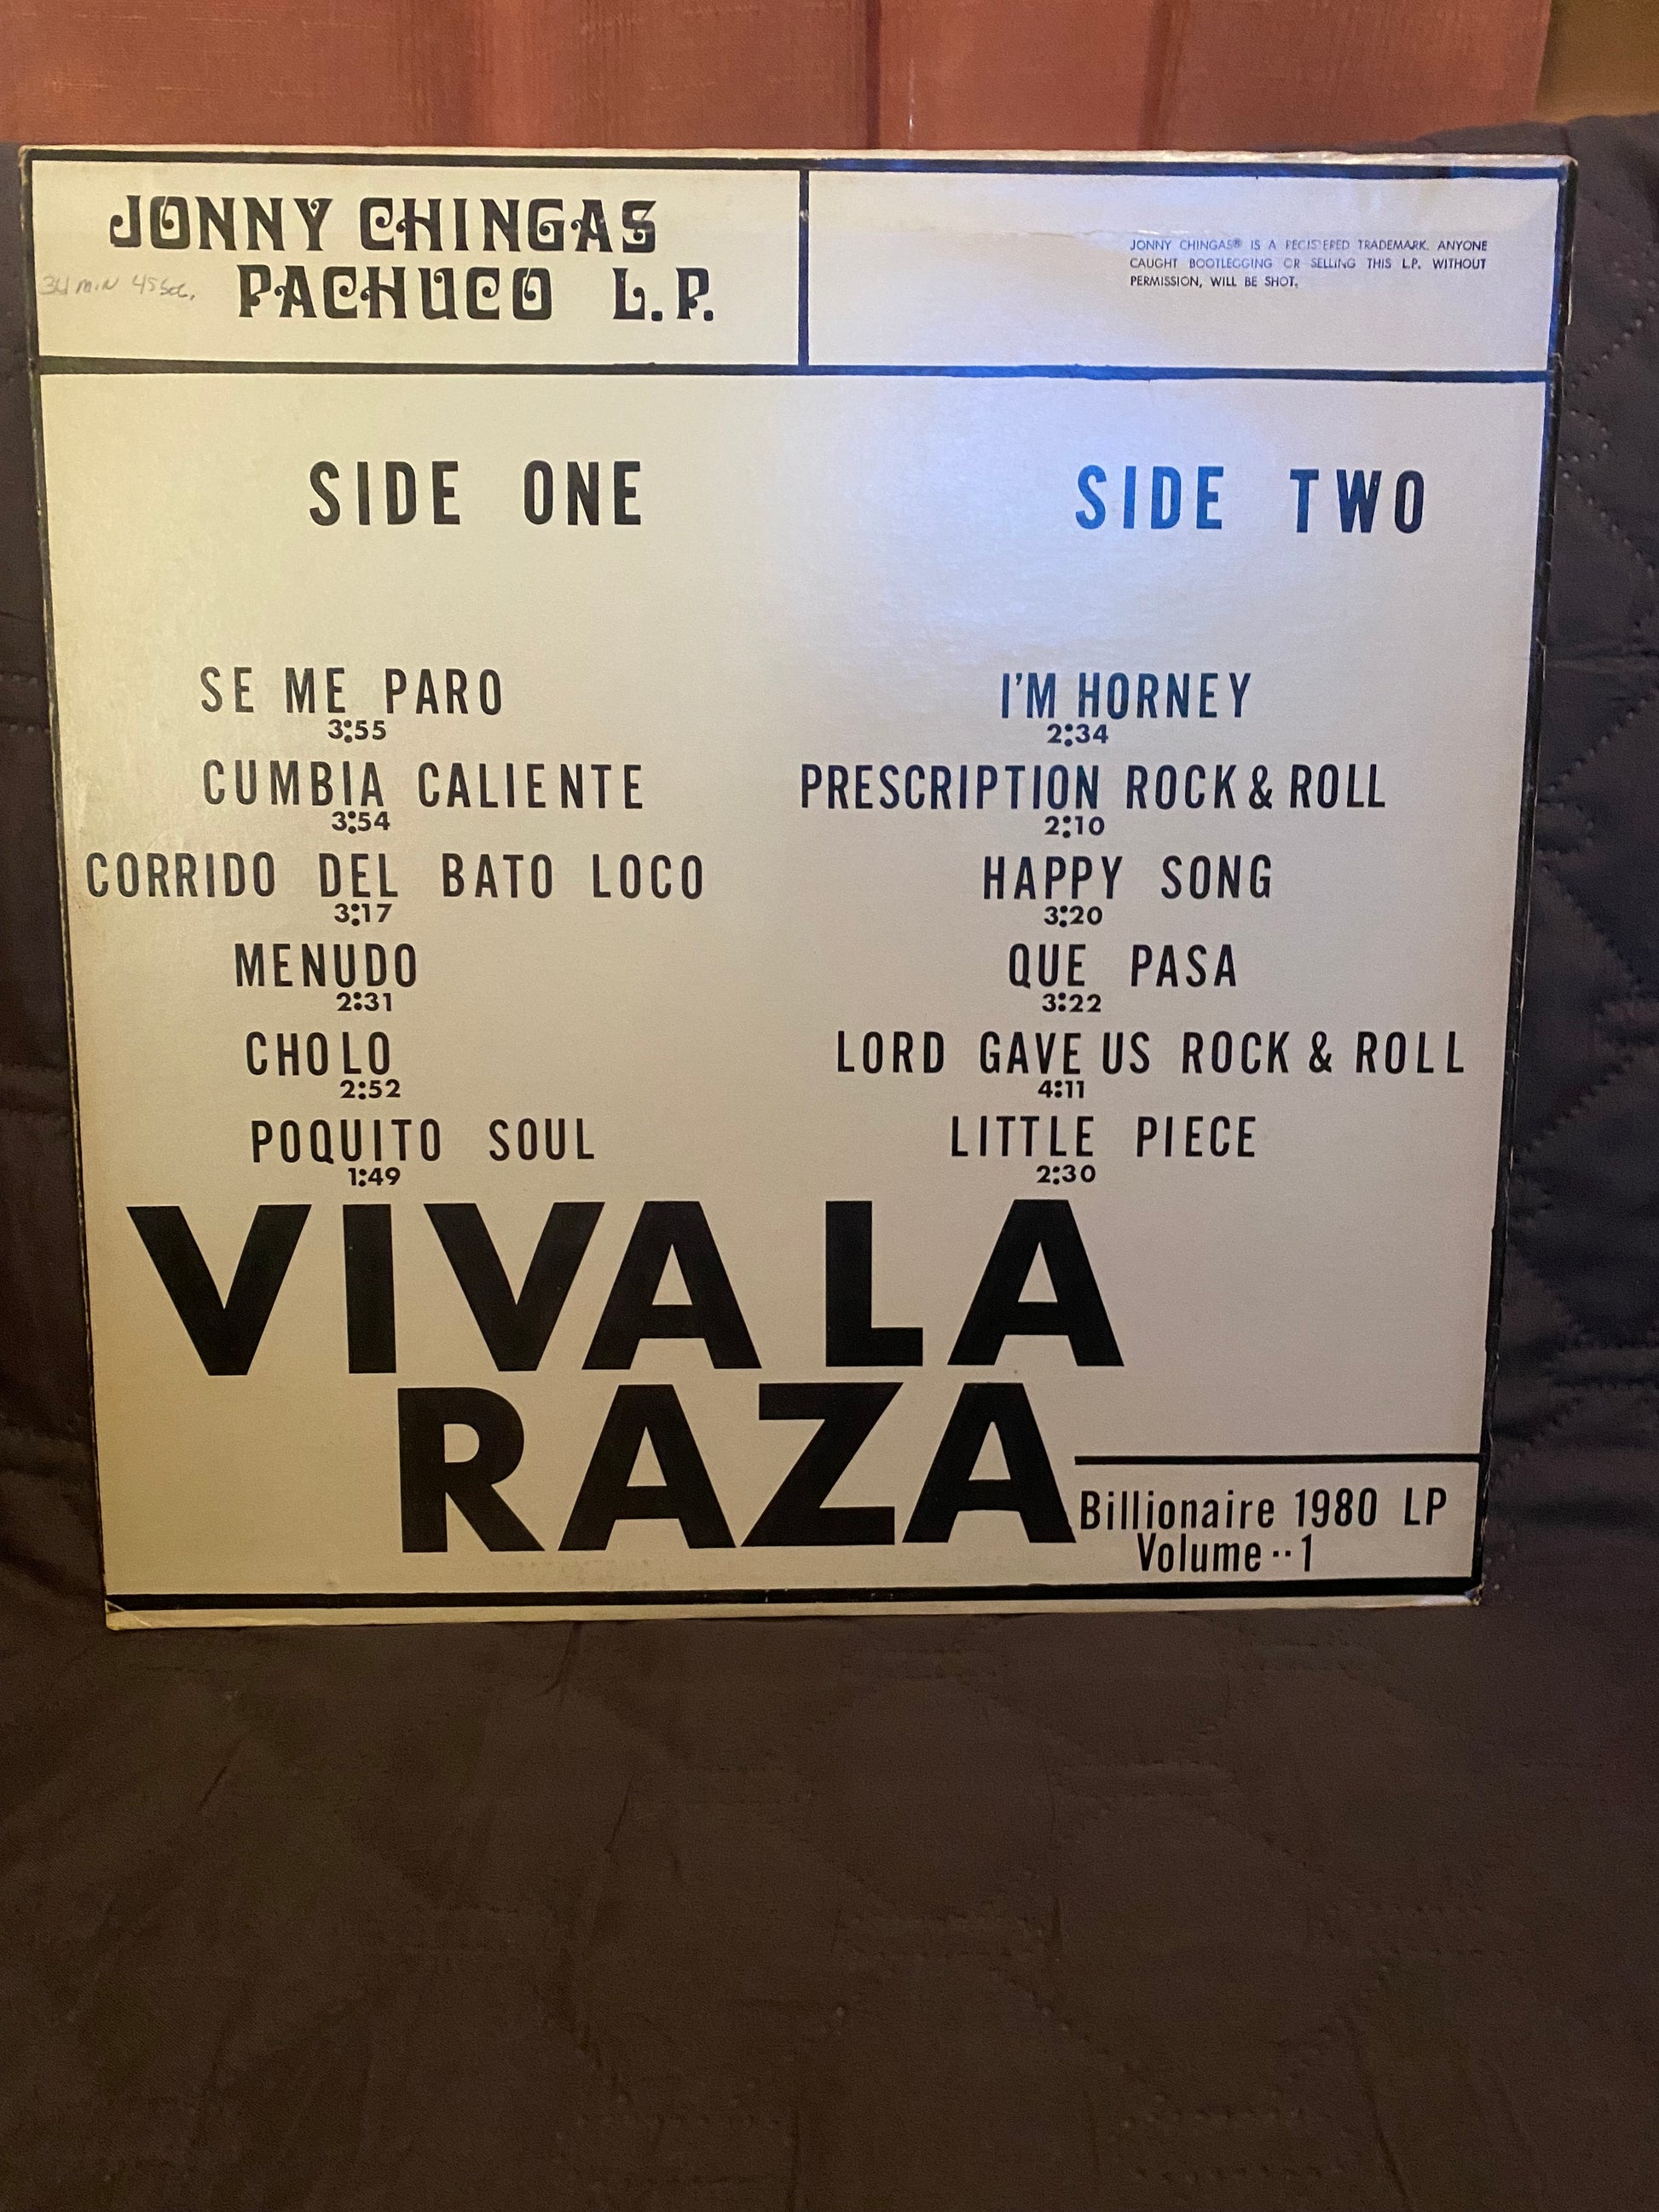 JONNY CHINGAS
PACHUCO L.P.
34 min 45 sec.
JONNY CHINGAS® IS A REGISTERED TRADEMARK. ANYONE
CAUGHT BOOTLEGGING OR SELLING THIS L.P. WITHOUT
PERMISSION, WILL BE SHOT.
SIDE ONE
SE ME PARO
3:55
CUMBIA CALIENTE
3:54
CORRIDO DEL BATO LOCO
3:17
MENUDO
2:31
CHOLO
2:52
POQUITO SOUL
1:49
SIDE TWO
I'M HORNEY
2:34
PRESCRIPTION ROCK & ROLL
2:10
HAPPY SONG
3:20
QUE PASA
3:22
LORD GAVE US ROCK & ROLL
4:11
LITTLE PIECE
2:30
VIVA LA
RAZA
Billionaire 1980 LP
Volume--1